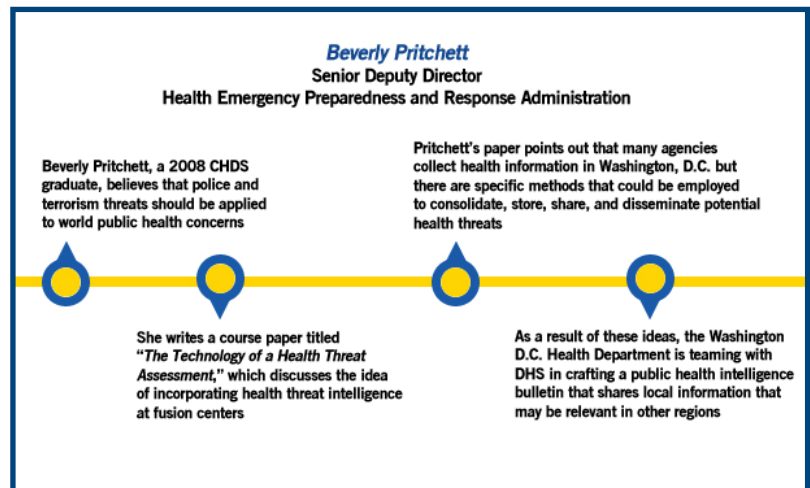 Beverly Pritchett
Senior Deputy Director
Health Emergency Preparedness and Response Administration
Beverly Pritchett, a 2008 CHDS
graduate, believes that police and
terrorism threats should be applied
to world public health concerns
She writes a course paper titled
“The Technology of a Health Threat
Assessment,” which discusses the idea
of incorporating health threat intelligence
at fusion centers
Pritchett’s paper points out that many agencies
collect health information in Washington, D.C. but
there are specific methods that could be employed
to consolidate, store, share, and disseminate potential
health threats
As a result of these ideas, the Washington
D.C. Health Department is teaming with
DHS in crafting a public health intelligence
bulletin that shares local information that
may be relevant in other regions